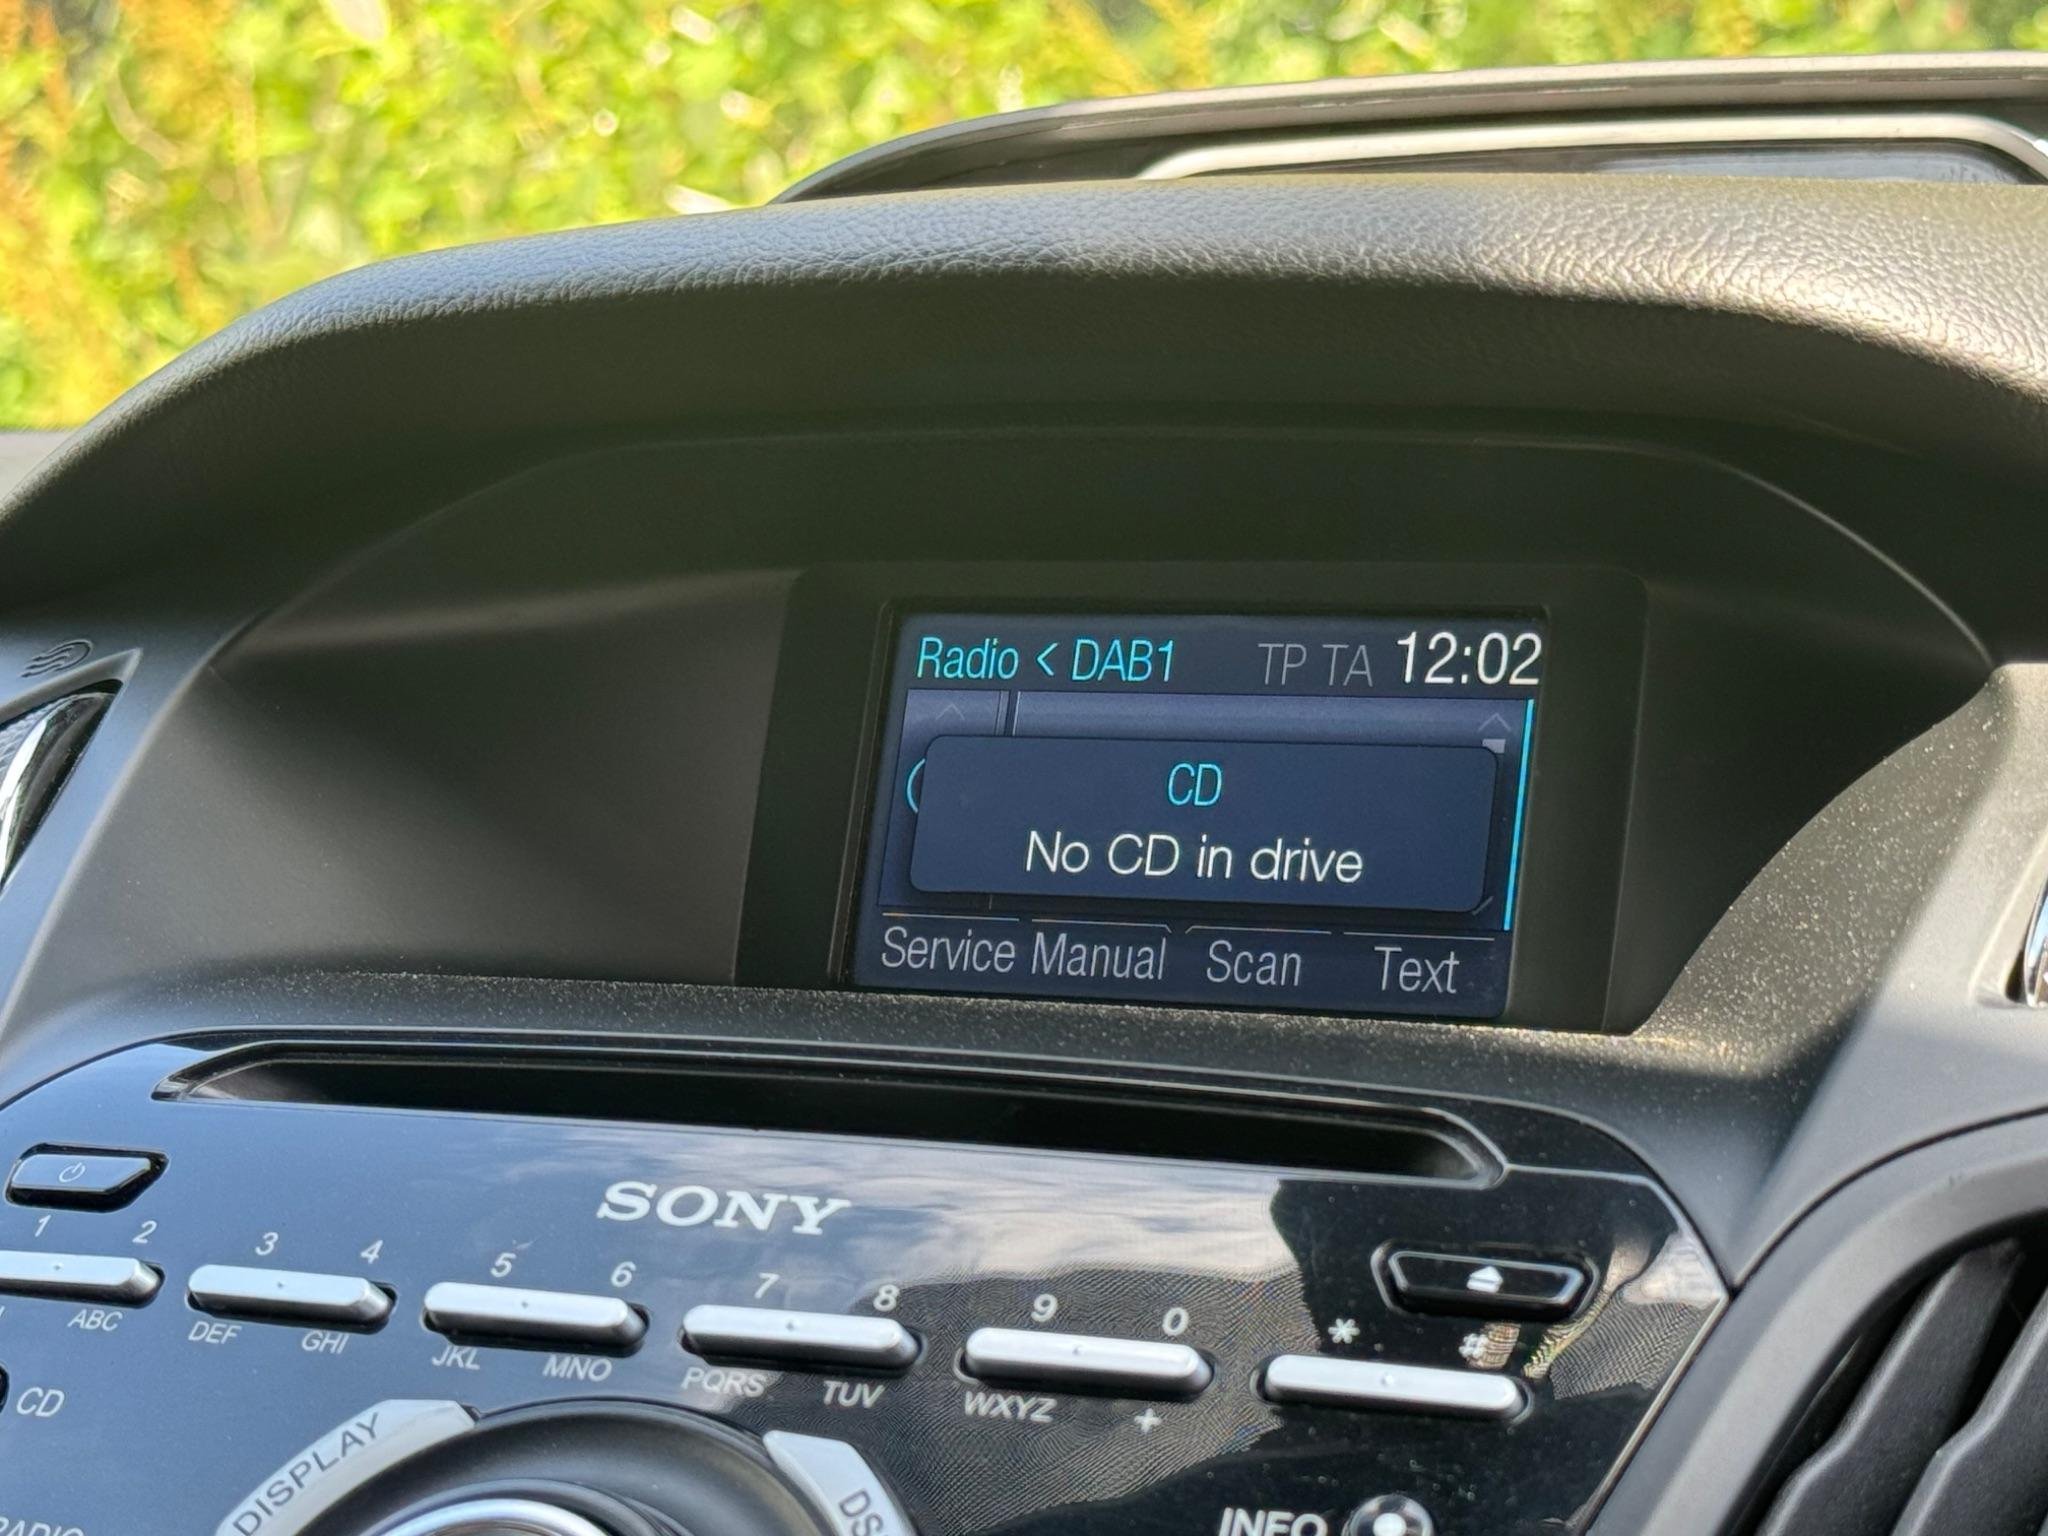 Radio < DAB1 TP TA 12:02
CD
No CD in drive
Service Manual Scan Text
SONY
1 2 3 4 5 6 7 8 9 0 * #
ABC DEF GHI JKL MNO PQRS TUV WXYZ +
CD
DISPLAY
INFO